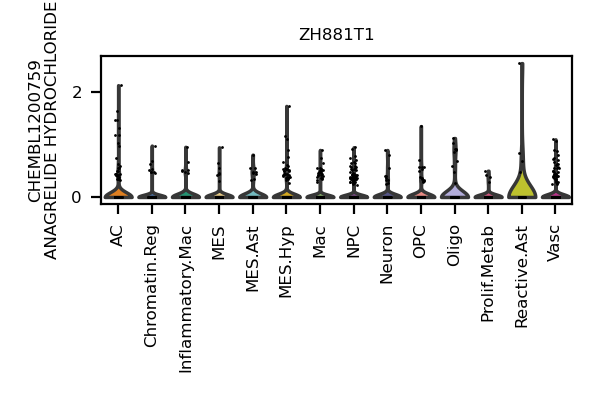 ZH881T1
CHEMBL1200759
ANAGRELIDE HYDROCHLORIDE
2
0
AC
Chromatin.Reg
Inflammatory.Mac
MES
MES.Ast
MES.Hyp
Mac
NPC
Neuron
OPC
Oligo
Prolif.Metab
Reactive.Ast
Vasc